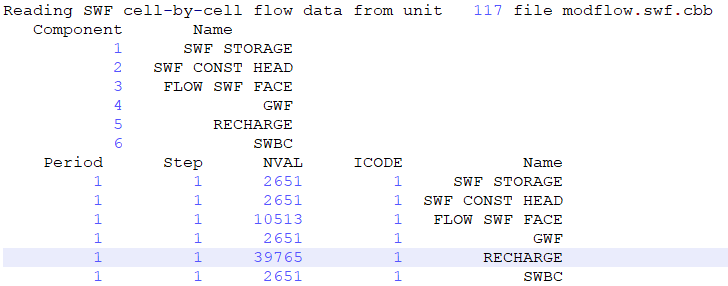 Reading SWF cell-by-cell flow data from unit   117 file modflow.swf.cbb
   Component       Name
           1      SWF STORAGE
           2   SWF CONST HEAD
           3    FLOW SWF FACE
           4              GWF
           5         RECHARGE
           6             SWBC
    Period      Step      NVAL     ICODE            Name
         1         1      2651         1     SWF STORAGE
         1         1      2651         1  SWF CONST HEAD
         1         1     10513         1   FLOW SWF FACE
         1         1      2651         1             GWF
         1         1     39765         1        RECHARGE
         1         1      2651         1            SWBC